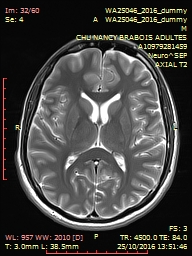 Im: 32/60
WA25046_2016_dummy
Se: 4
A
WA25046_2016_dummy
M
CHU NANCY BRABOIS ADULTES
A10979281459
Neuro^SEP
AXIAL T2
R
FS: 3
WL: 957 WW: 2010 [D]
P
TR: 4500.0 TE: 84.0
T: 3.0mm L: 38.5mm
25/10/2016 13:51:46